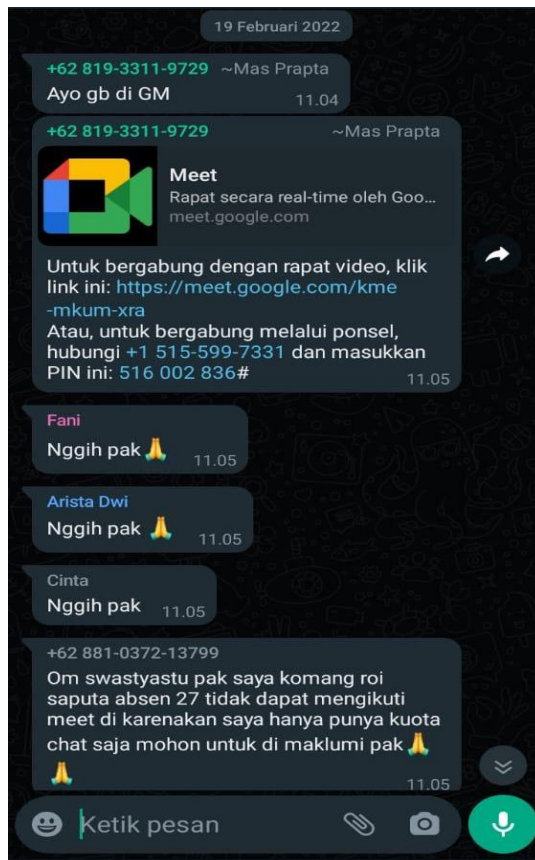 19 Februari 2022
+62 819-3311-9729 ~Mas Prapta
Ayo gb di GM 11.04
+62 819-3311-9729 ~Mas Prapta
Meet
Rapat secara real-time oleh Goo...
meet.google.com
Untuk bergabung dengan rapat video, klik
link ini: https://meet.google.com/kme
-mkum-xra
Atau, untuk bergabung melalui ponsel,
hubungi +1 515-599-7331 dan masukkan
PIN ini: 516 002 836# 11.05
Fani
Nggih pak🙏 11.05
Arista Dwi
Nggih pak 🙏 11.05
Cinta
Nggih pak 11.05
+62 881-0372-13799
Om swastyastu pak saya komang roi
saputa absen 27 tidak dapat mengikuti
meet di karenakan saya hanya punya kuota
chat saja mohon untuk di maklumi pak🙏
🙏 11.05
Ketik pesan